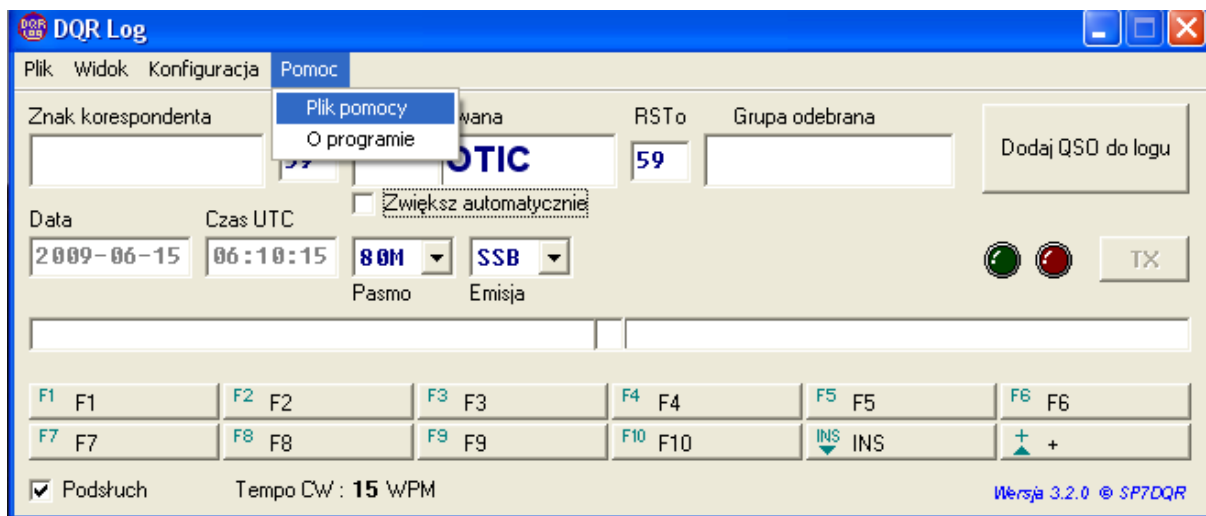 DQR Log
Plik Widok Konfiguracja Pomoc
Plik pomocy
O programie
Znak korespondenta RSTo Grupa odebrana
OTIC 59
Dodaj QSO do logu
Zwiększ automatycznie
Data Czas UTC
2009-06-15 06:10:15 80M SSB TX
Pasmo Emisja
F1 F1 F2 F2 F3 F3 F4 F4 F5 F5 F6 F6
F7 F7 F8 F8 F9 F9 F10 F10 INS INS + +
Podsłuch Tempo CW : 15 WPM
Wersja 3.2.0 © SP7DQR